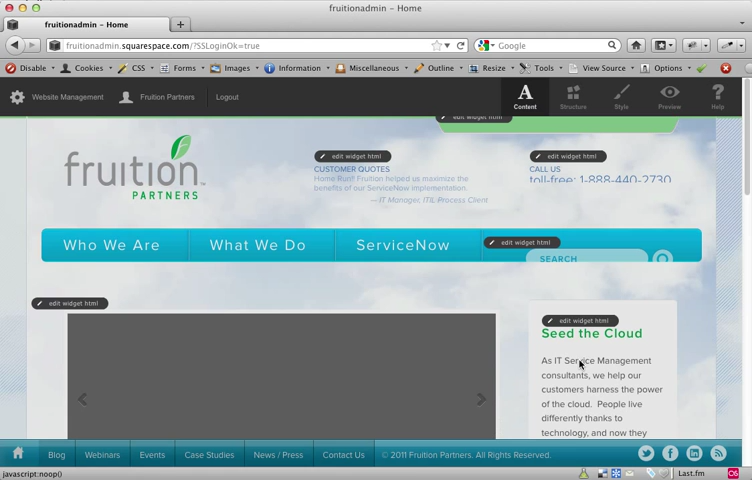 fruitionadmin – Home
fruitionadmin – Home
fruitionadmin.squarespace.com/?SSLoginOk=true
Google
Disable Cookies CSS Forms Images Information Miscellaneous Outline Resize Tools View Source Options
Website Management Fruition Partners Logout
Content Structure Style Preview Help
edit widget html
edit widget html
edit widget html
CUSTOMER QUOTES
Home Run!! Fruition helped us maximize the
benefits of our ServiceNow implementation.
— IT Manager, ITIL Process Client
CALL US
toll-free: 1-888-440-2730
fruition
PARTNERS
Who We Are What We Do ServiceNow
edit widget html
SEARCH
edit widget html
edit widget html
Seed the Cloud
As IT Service Management
consultants, we help our
customers harness the power
of the cloud. People live
differently thanks to
technology, and now they
Blog Webinars Events Case Studies News / Press Contact Us © 2011 Fruition Partners. All Rights Reserved.
javascript:noop()
Last.fm